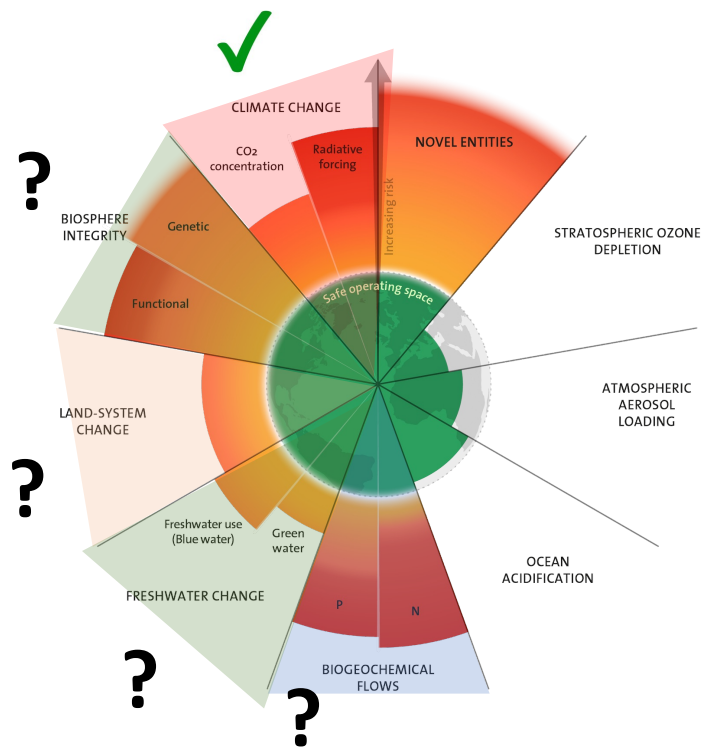 CLIMATE CHANGE
CO2
concentration
Radiative
forcing
NOVEL ENTITIES
Increasing risk
?
BIOSPHERE
INTEGRITY
Genetic
Functional
STRATOSPHERIC OZONE
DEPLETION
Safe operating space
LAND-SYSTEM
CHANGE
?
ATMOSPHERIC
AEROSOL
LOADING
Freshwater use
(Blue water)
Green
water
FRESHWATER CHANGE
?
OCEAN
ACIDIFICATION
P
N
BIOGEOCHEMICAL
FLOWS
?